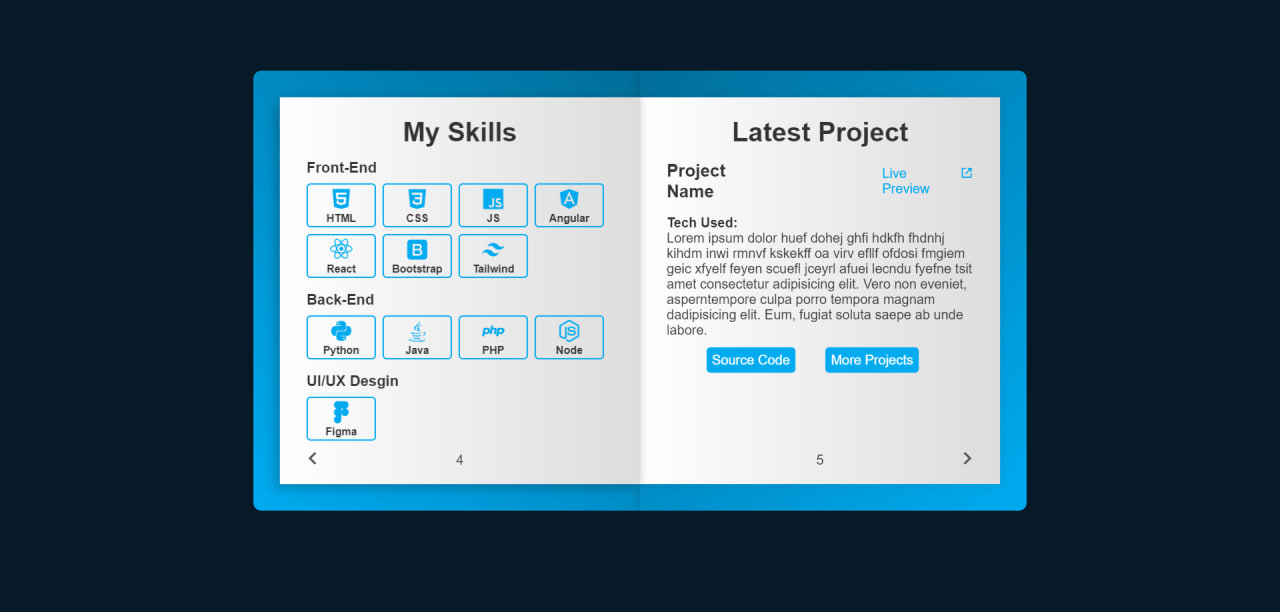 My Skills
Front-End
HTML CSS JS JS Angular
React B Bootstrap Tailwind
Back-End
Python Java php PHP JS Node
UI/UX Desgin
Figma
4
Latest Project
Project
Name
Live
Preview
Tech Used:
Lorem ipsum dolor huef dohej ghfi hdkfh fhdnhj
kihdm inwi rmnvf kskekff oa virv efllf ofdosi fmgiem
geic xfyelf feyen scuefl jceyrl afuei lecndu fyefne tsit
amet consectetur adipisicing elit. Vero non eveniet,
asperntempore culpa porro tempora magnam
dadipisicing elit. Eum, fugiat soluta saepe ab unde
labore.
Source Code More Projects
5